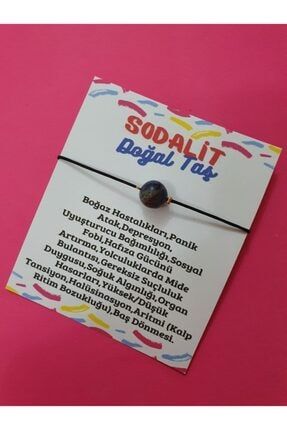 SODALİT
Doğal Taş
Boğaz Hastalıkları,Panik
Atak,Depresyon,
Uyuşturucu Bağımlılığı,Sosyal
Fobi,Hafıza Gücünü
Artırma,Yolculuklarda Mide
Bulantısı,Gereksiz Suçluluk
Duygusu,Soğuk Algınlığı,Organ
Hasarları,Yüksek/Düşük
Tansiyon,Halüsinasyon,Aritmi (Kalp
Ritim Bozukluğu),Baş Dönmesi.